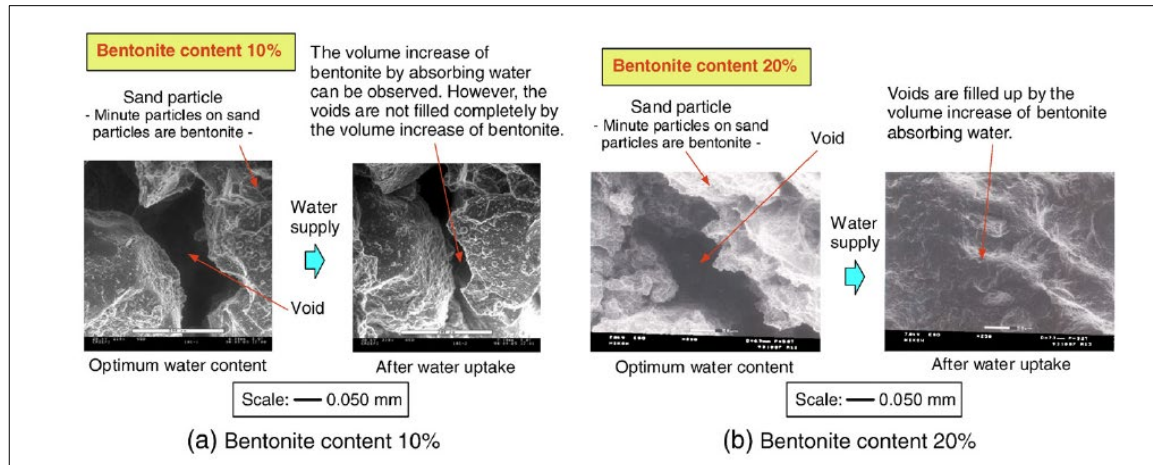 Bentonite content 10%
The volume increase of
bentonite by absorbing water
can be observed. However, the
voids are not filled completely by
the volume increase of bentonite.
Sand particle
- Minute particles on sand
particles are bentonite -
Water
supply
Void
Optimum water content
After water uptake
Scale: 0.050 mm
(a) Bentonite content 10%
Bentonite content 20%
Sand particle
- Minute particles on sand
particles are bentonite -
Void
Voids are filled up by the
volume increase of bentonite
absorbing water.
Water
supply
Optimum water content
After water uptake
Scale: 0.050 mm
(b) Bentonite content 20%